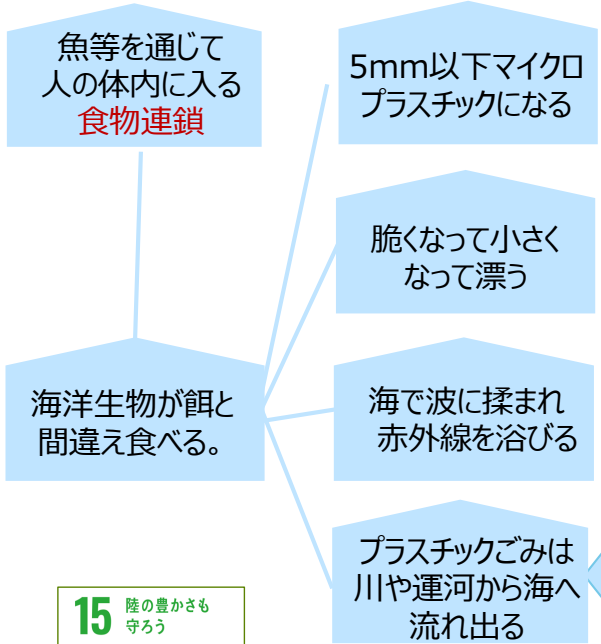 魚等を通じて
人の体内に入る
食物連鎖
5mm以下マイクロ
プラスチックになる
脆くなって小さく
なって漂う
海洋生物が餌と
間違え食べる。
海で波に揉まれ
赤外線を浴びる
プラスチックごみは
川や運河から海へ
流れ出る
15 陸の豊かさも
守ろう